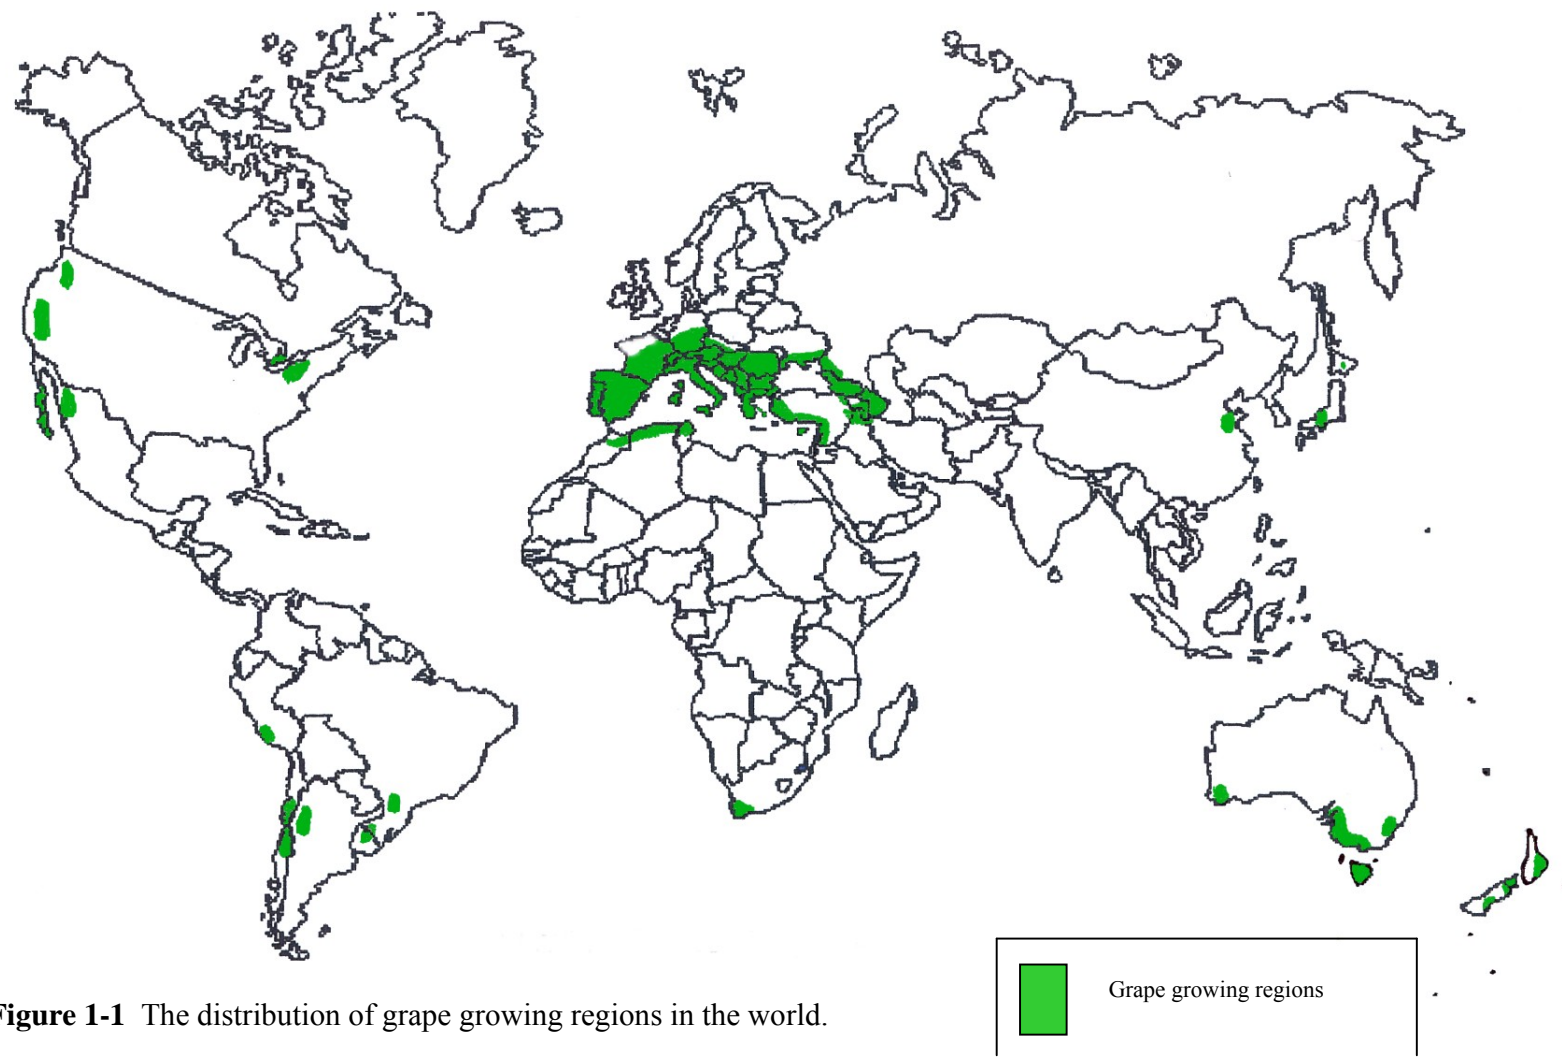 Grape growing regions
Figure 1-1 The distribution of grape growing regions in the world.